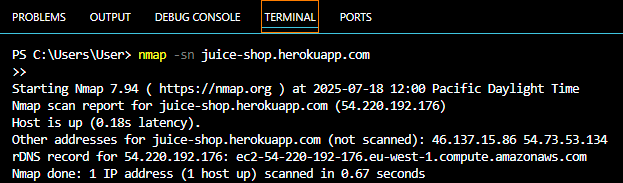 PROBLEMS OUTPUT DEBUG CONSOLE TERMINAL PORTS
PS C:\Users\User> nmap -sn juice-shop.herokuapp.com
>>
Starting Nmap 7.94 ( https://nmap.org ) at 2025-07-18 12:00 Pacific Daylight Time
Nmap scan report for juice-shop.herokuapp.com (54.220.192.176)
Host is up (0.18s latency).
Other addresses for juice-shop.herokuapp.com (not scanned): 46.137.15.86 54.73.53.134
rDNS record for 54.220.192.176: ec2-54-220-192-176.eu-west-1.compute.amazonaws.com
Nmap done: 1 IP address (1 host up) scanned in 0.67 seconds